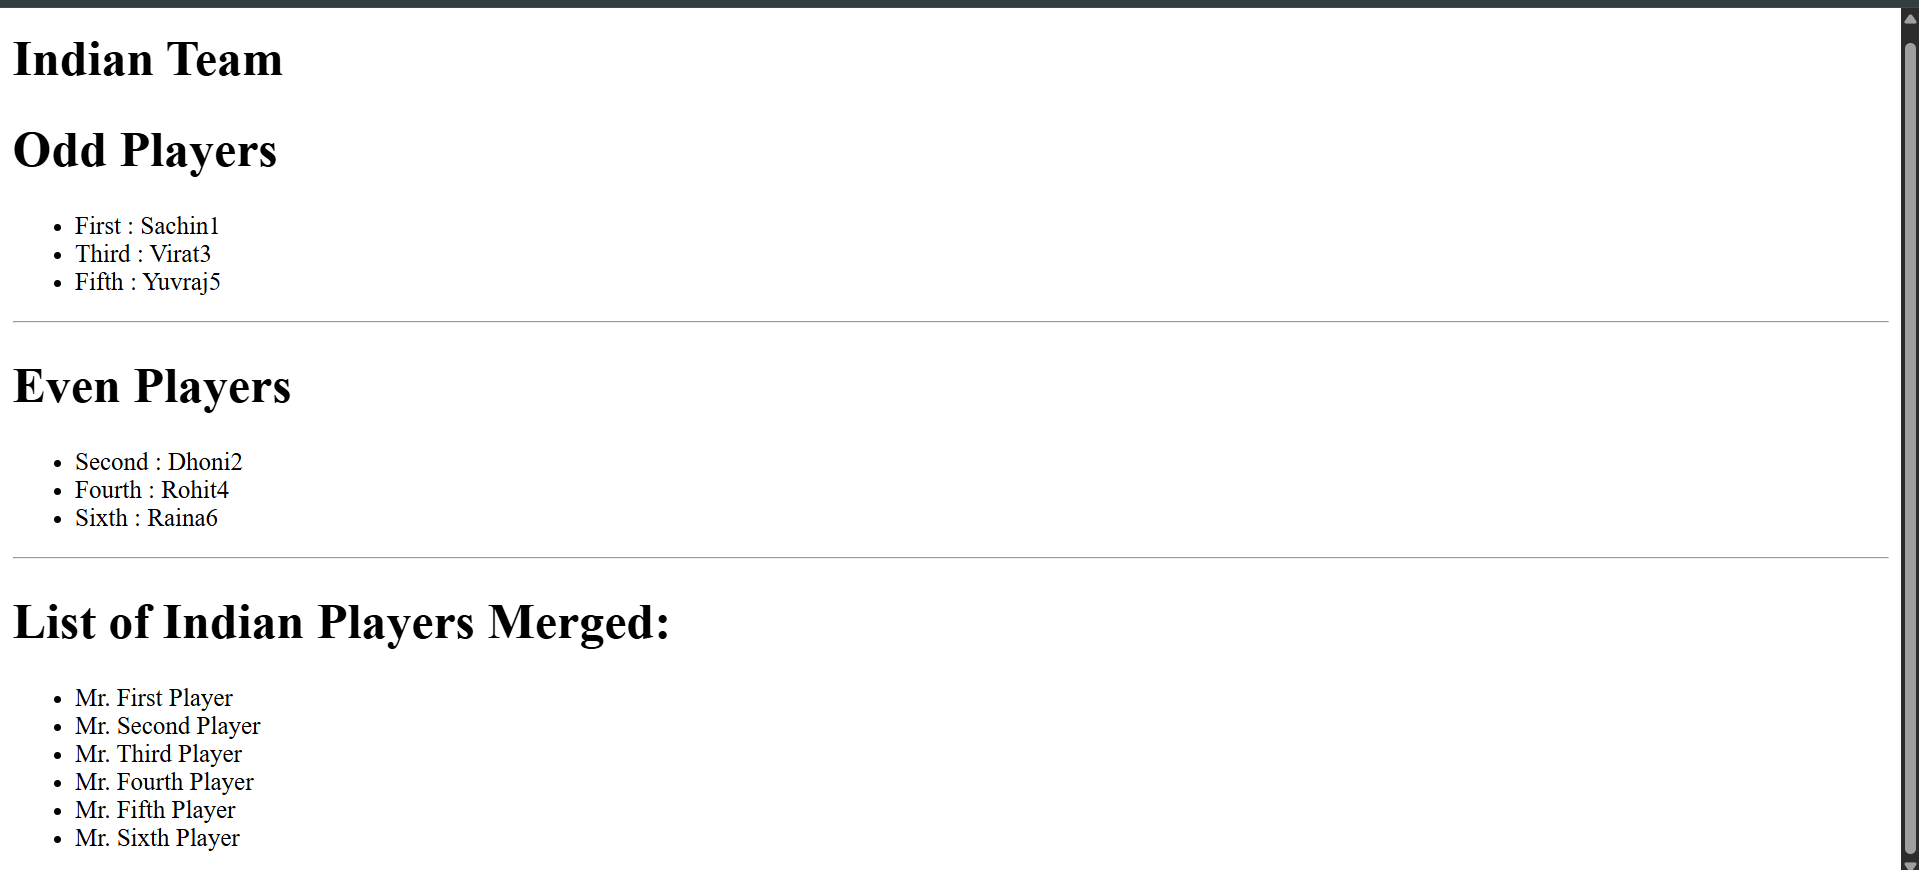 Indian Team
Odd Players
First : Sachin1
Third : Virat3
Fifth : Yuvraj5
Even Players
Second : Dhoni2
Fourth : Rohit4
Sixth : Raina6
List of Indian Players Merged:
Mr. First Player
Mr. Second Player
Mr. Third Player
Mr. Fourth Player
Mr. Fifth Player
Mr. Sixth Player